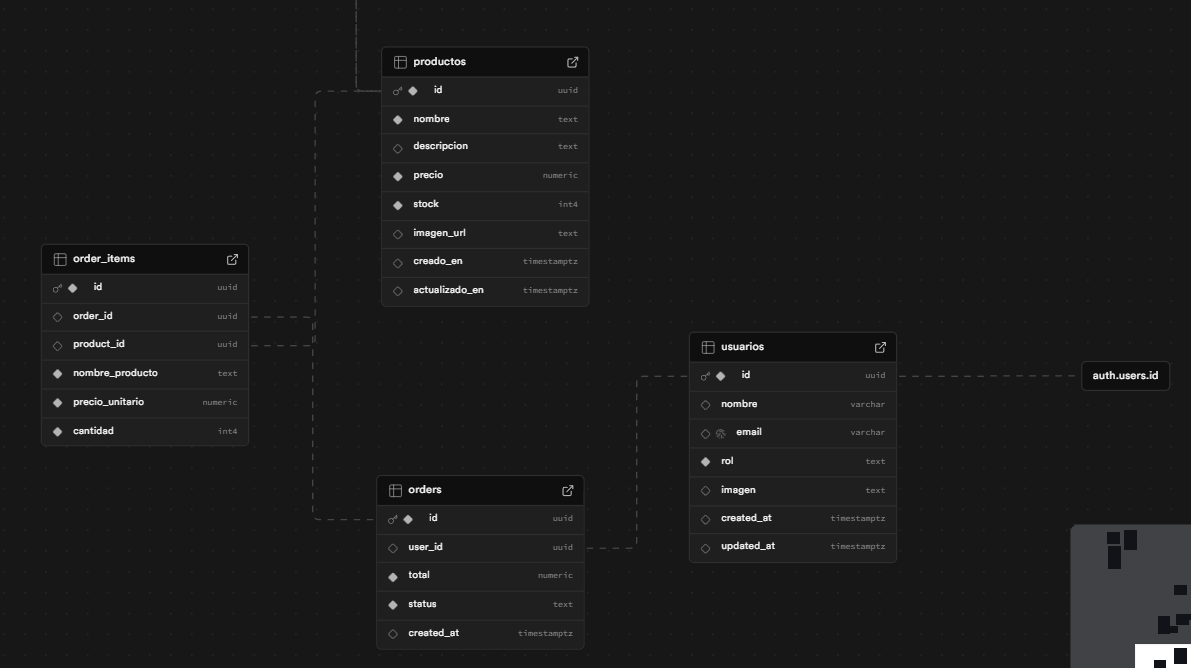 productos
id uuid
nombre text
descripcion text
precio numeric
stock int4
imagen_url text
creado_en timestamptz
actualizado_en timestamptz
order_items
id uuid
order_id uuid
product_id uuid
nombre_producto text
precio_unitario numeric
cantidad int4
usuarios
id uuid
nombre varchar
email varchar
rol text
imagen text
created_at timestamptz
updated_at timestamptz
auth.users.id
orders
id uuid
user_id uuid
total numeric
status text
created_at timestamptz